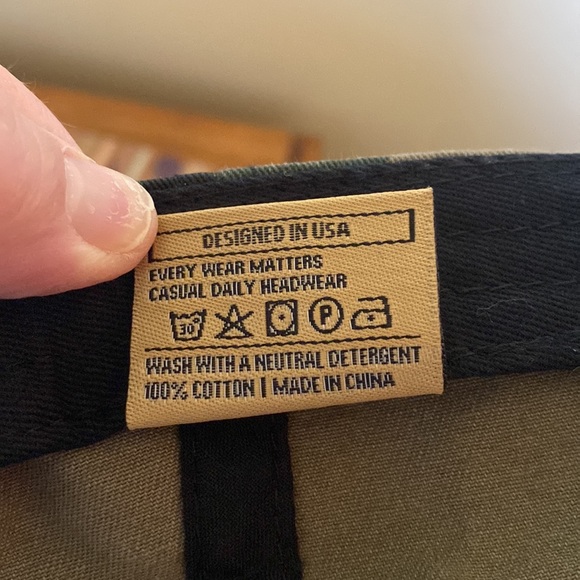 DESIGNED IN USA
EVERY WEAR MATTERS
CASUAL DAILY HEADWEAR
30° P
WASH WITH A NEUTRAL DETERGENT
100% COTTON | MADE IN CHINA